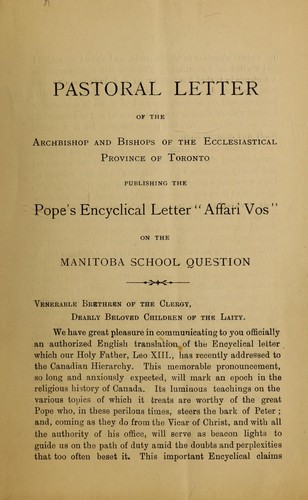 PASTORAL LETTER
OF THE
ARCHBISHOP AND BISHOPS OF THE ECCLESIASTICAL
PROVINCE OF TORONTO
PUBLISHING THE
Pope's Encyclical Letter "Affari Vos"
ON THE
MANITOBA SCHOOL QUESTION
VENERABLE BRETHREN OF THE CLERGY,
DEARLY BELOVED CHILDREN OF THE LAITY.
We have great pleasure in communicating to you officially
an authorized English translation of the Encyclical letter
which our Holy Father, Leo XIII., has recently addressed to
the Canadian Hierarchy. This memorable pronouncement,
so long and anxiously expected, will mark an epoch in the
religious history of Canada. Its luminous teachings on the
various topics of which it treats are worthy of the great
Pope who, in these perilous times, steers the bark of Peter;
and, coming as they do from the Vicar of Christ, and with all
the authority of his office, will serve as beacon lights to
guide us on the path of duty amid the doubts and perplexities
that too often beset it. This important Encyclical claims